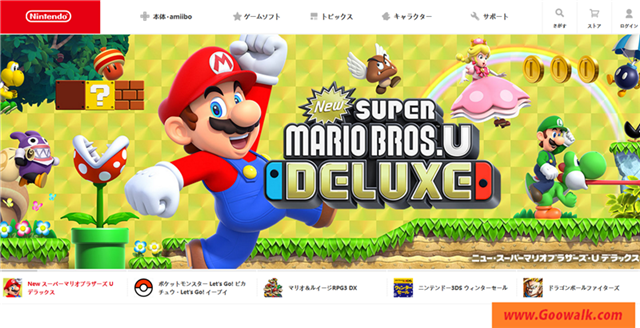 Nintendo
本体・amiibo
ゲームソフト
トピックス
キャラクター
サポート
さがす
ストア
ログイン
New
SUPER
MARIO BROS.U
DELUXE
ニュー・スーパーマリオブラザーズ・U デラックス
New スーパーマリオブラザーズ U
デラックス
ポケットモンスター Let's Go! ピカ
チュウ・Let's Go! イーブイ
マリオ&ルイージRPG3 DX
ニンテンドー3DS ウィンターセール
ドラゴンボールファイターズ
www.Goowalk.com